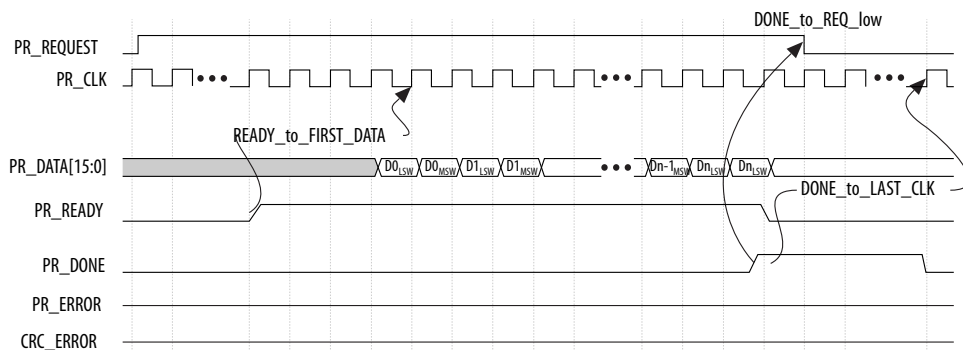 DONE_to_REQ_low
PR_REQUEST
PR_CLK
READY_to_FIRST_DATA
PR_DATA[15:0] D0LSW D0MSW D1LSW D1MSW Dn-1MSW DnLSW DnLSW
DONE_to_LAST_CLK
PR_READY
PR_DONE
PR_ERROR
CRC_ERROR